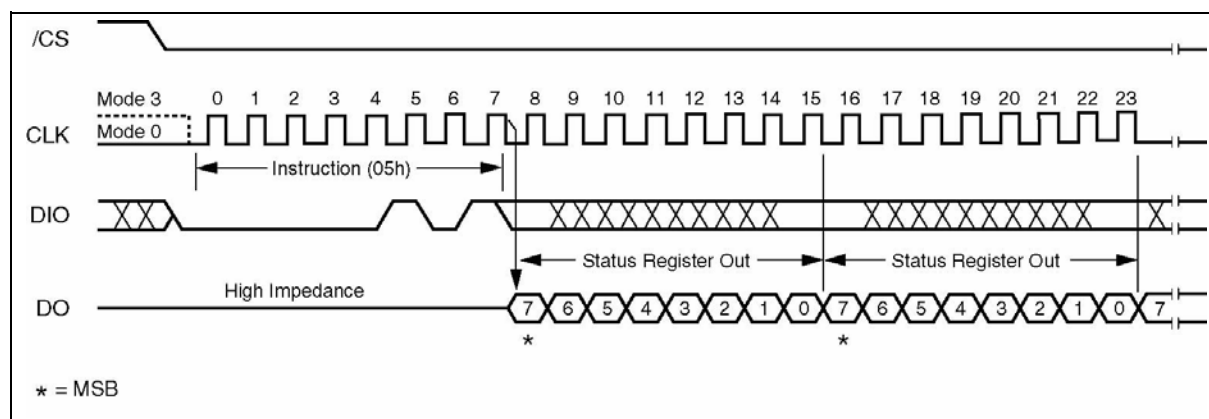 /CS
Mode 3 0 1 2 3 4 5 6 7 8 9 10 11 12 13 14 15 16 17 18 19 20 21 22 23
CLK Mode 0
Instruction (05h)
DIO
Status Register Out Status Register Out
High Impedance
DO 7 6 5 4 3 2 1 0 7 6 5 4 3 2 1 0 7
* *
* = MSB